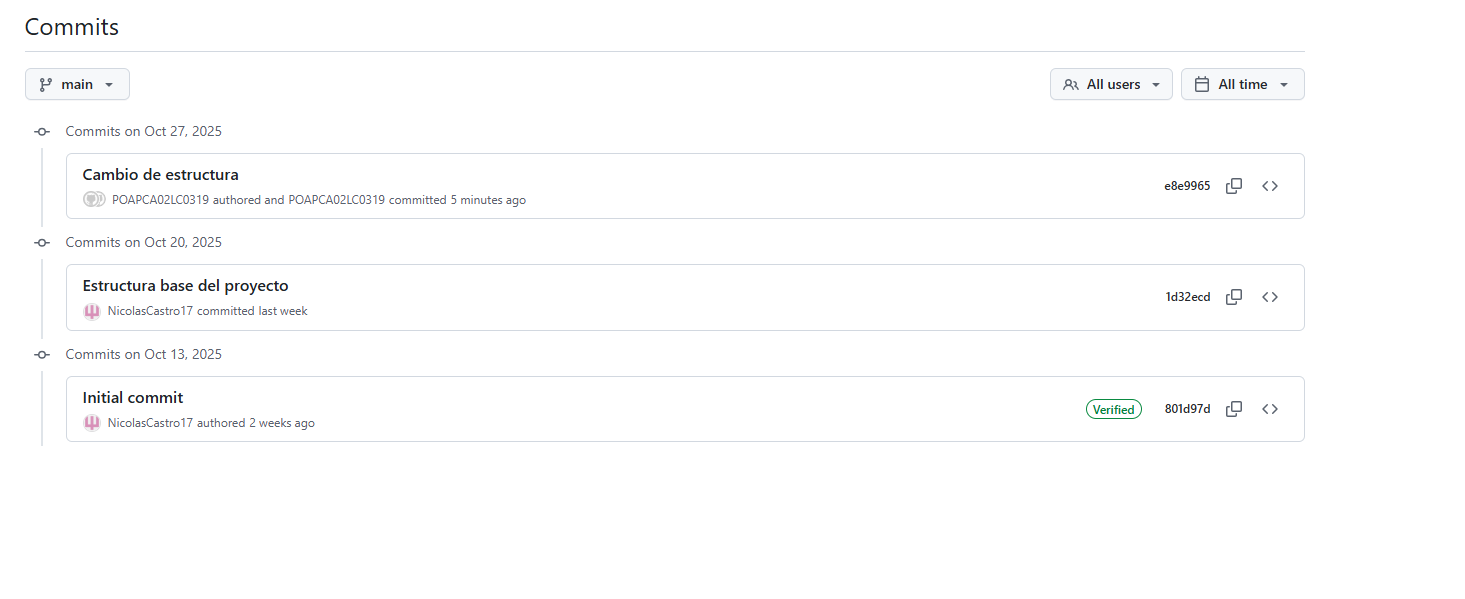 Commits
main
All users
All time
Commits on Oct 27, 2025
Cambio de estructura
e8e9965
POAPCA02LC0319 authored and POAPCA02LC0319 committed 5 minutes ago
Commits on Oct 20, 2025
Estructura base del proyecto
1d32ecd
NicolasCastro17 committed last week
Commits on Oct 13, 2025
Initial commit
Verified
801d97d
NicolasCastro17 authored 2 weeks ago